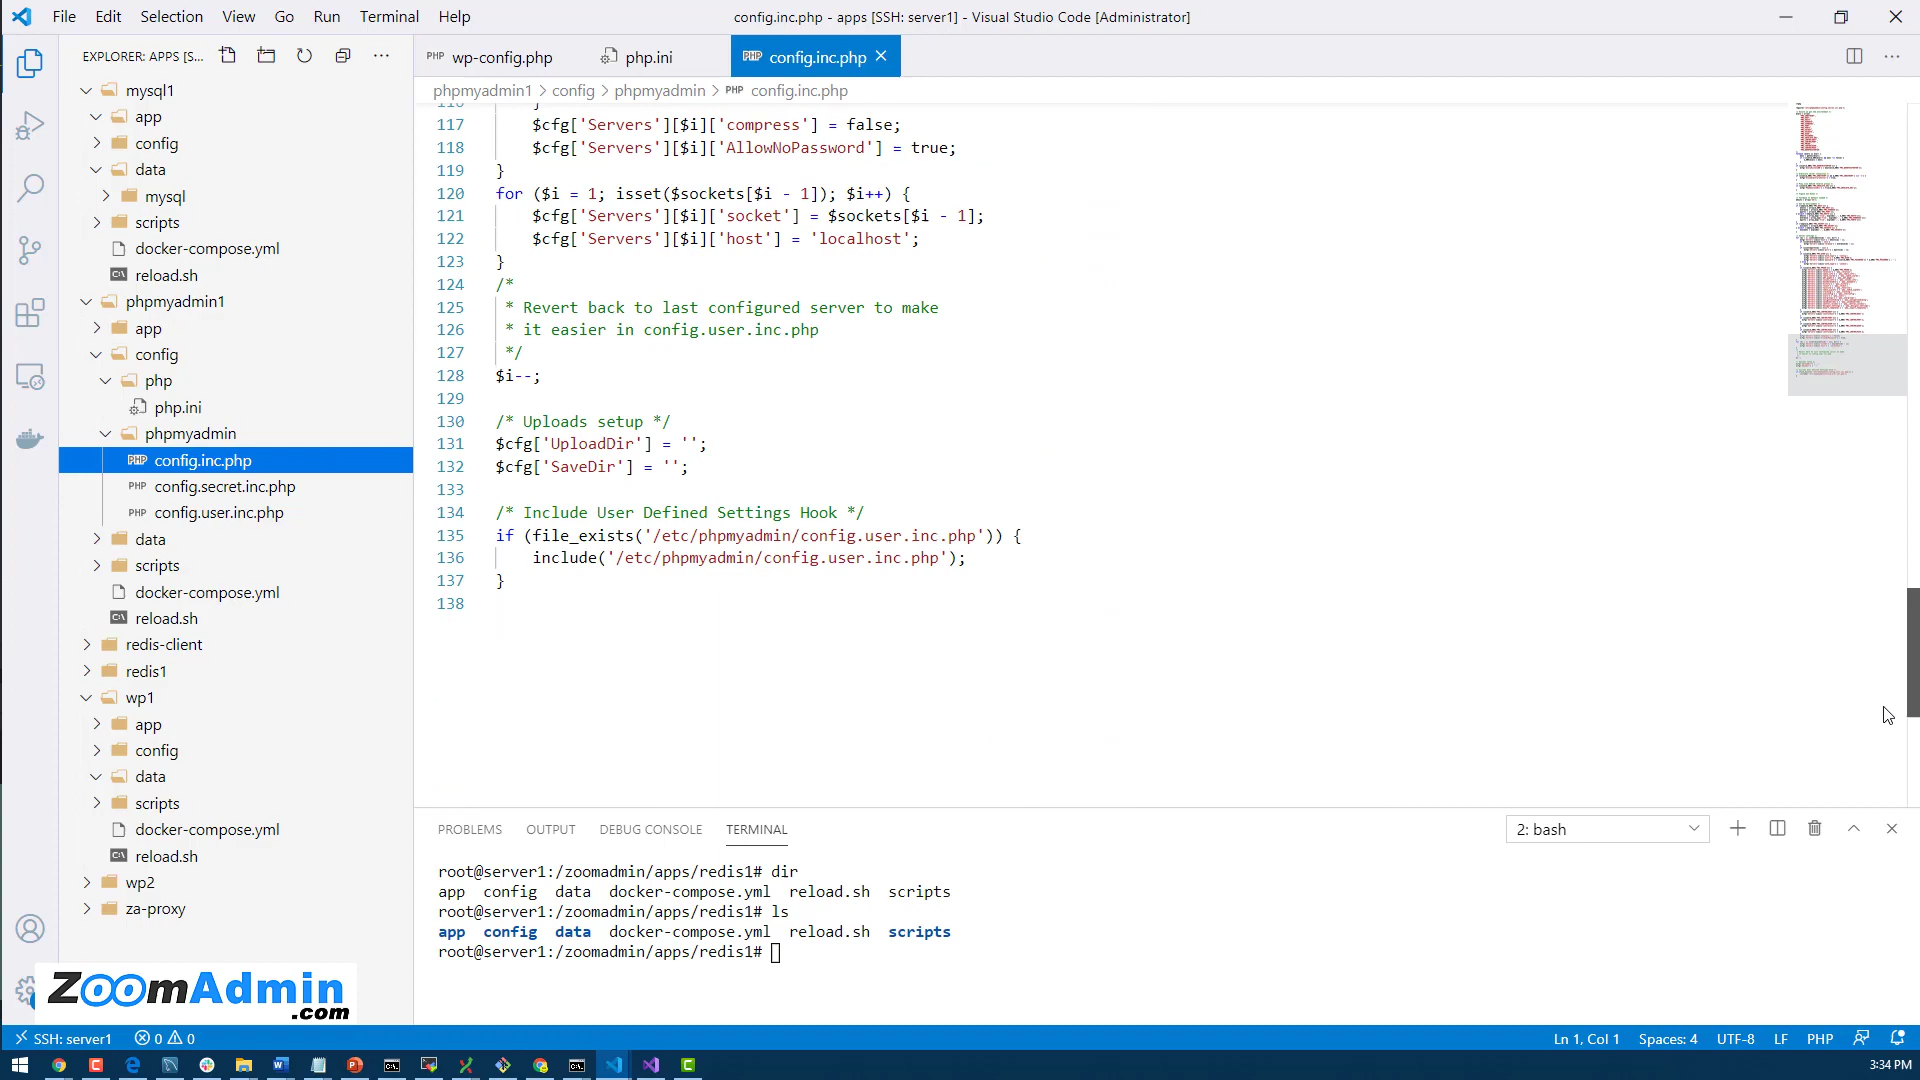 File Edit Selection View Go Run Terminal Help
config.inc.php - apps [SSH: server1] - Visual Studio Code [Administrator]
EXPLORER: APPS [S...
mysql1
app
config
data
mysql
scripts
docker-compose.yml
reload.sh
phpmyadmin1
app
config
php
php.ini
phpmyadmin
PHP config.inc.php
PHP config.secret.inc.php
PHP config.user.inc.php
data
scripts
docker-compose.yml
reload.sh
redis-client
redis1
wp1
app
config
data
scripts
docker-compose.yml
reload.sh
wp2
za-proxy
PHP wp-config.php
php.ini
PHP config.inc.php
phpmyadmin1 > config > phpmyadmin > PHP config.inc.php
116 }
117 $cfg['Servers'][$i]['compress'] = false;
118 $cfg['Servers'][$i]['AllowNoPassword'] = true;
119 }
120 for ($i = 1; isset($sockets[$i - 1]); $i++) {
121 $cfg['Servers'][$i]['socket'] = $sockets[$i - 1];
122 $cfg['Servers'][$i]['host'] = 'localhost';
123 }
124 /*
125 * Revert back to last configured server to make
126 * it easier in config.user.inc.php
127 */
128 $i--;
129
130 /* Uploads setup */
131 $cfg['UploadDir'] = '';
132 $cfg['SaveDir'] = '';
133
134 /* Include User Defined Settings Hook */
135 if (file_exists('/etc/phpmyadmin/config.user.inc.php')) {
136 include('/etc/phpmyadmin/config.user.inc.php');
137 }
138
PROBLEMS OUTPUT DEBUG CONSOLE TERMINAL
2: bash
root@server1:/zoomadmin/apps/redis1# dir
app config data docker-compose.yml reload.sh scripts
root@server1:/zoomadmin/apps/redis1# ls
app config data docker-compose.yml reload.sh scripts
root@server1:/zoomadmin/apps/redis1#
ZoomAdmin
.com
SSH: server1 0 0
Ln 1, Col 1 Spaces: 4 UTF-8 LF PHP
3:34 PM